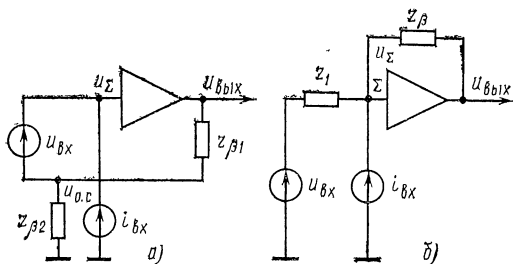 u_Σ
u_вых
u_вх
z_β1
u_о.с
z_β2
i_вх
а)
z_β
u_Σ
z_1
Σ
u_вых
u_вх
i_вх
б)